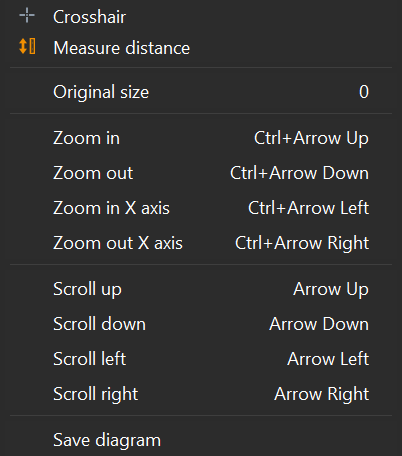 Crosshair
Measure distance
Original size 0
Zoom in Ctrl+Arrow Up
Zoom out Ctrl+Arrow Down
Zoom in X axis Ctrl+Arrow Left
Zoom out X axis Ctrl+Arrow Right
Scroll up Arrow Up
Scroll down Arrow Down
Scroll left Arrow Left
Scroll right Arrow Right
Save diagram